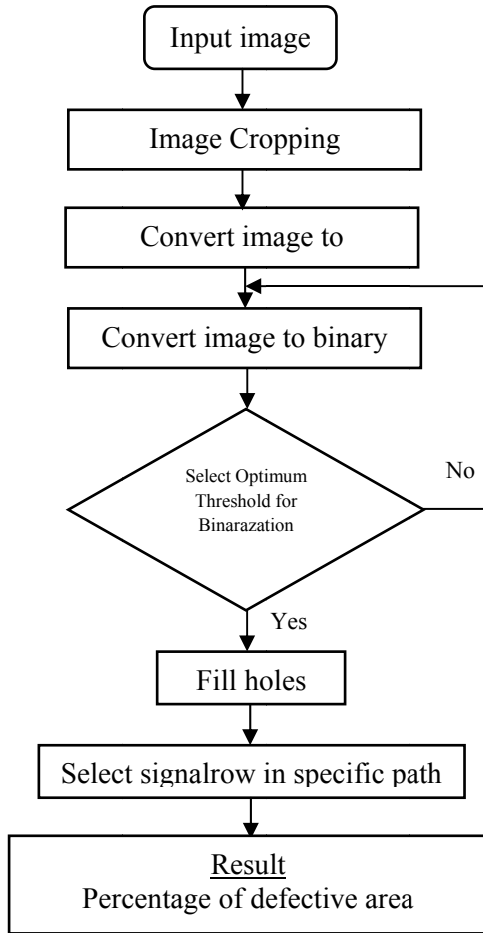 Input image
Image Cropping
Convert image to
Convert image to binary
Select Optimum
Threshold for
Binarazation
No
Yes
Fill holes
Select signalrow in specific path
Result
Percentage of defective area